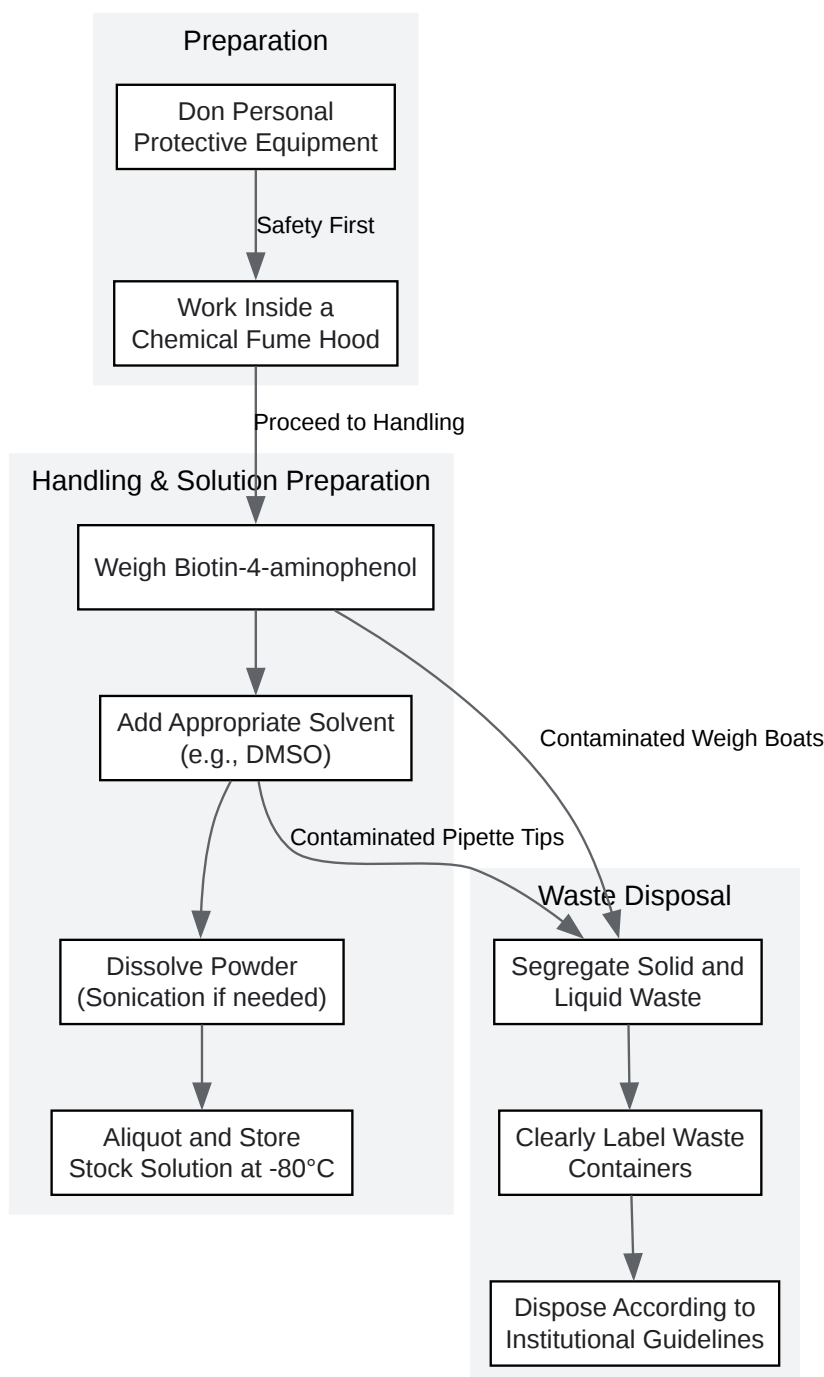 Preparation
Don Personal
Protective Equipment
Safety First
Work Inside a
Chemical Fume Hood
Proceed to Handling
Handling & Solution Preparation
Weigh Biotin-4-aminophenol
Add Appropriate Solvent
(e.g., DMSO)
Contaminated Weigh Boats
Contaminated Pipette Tips
Waste Disposal
Dissolve Powder
(Sonication if needed)
Segregate Solid and
Liquid Waste
Aliquot and Store
Stock Solution at -80°C
Clearly Label Waste
Containers
Dispose According to
Institutional Guidelines